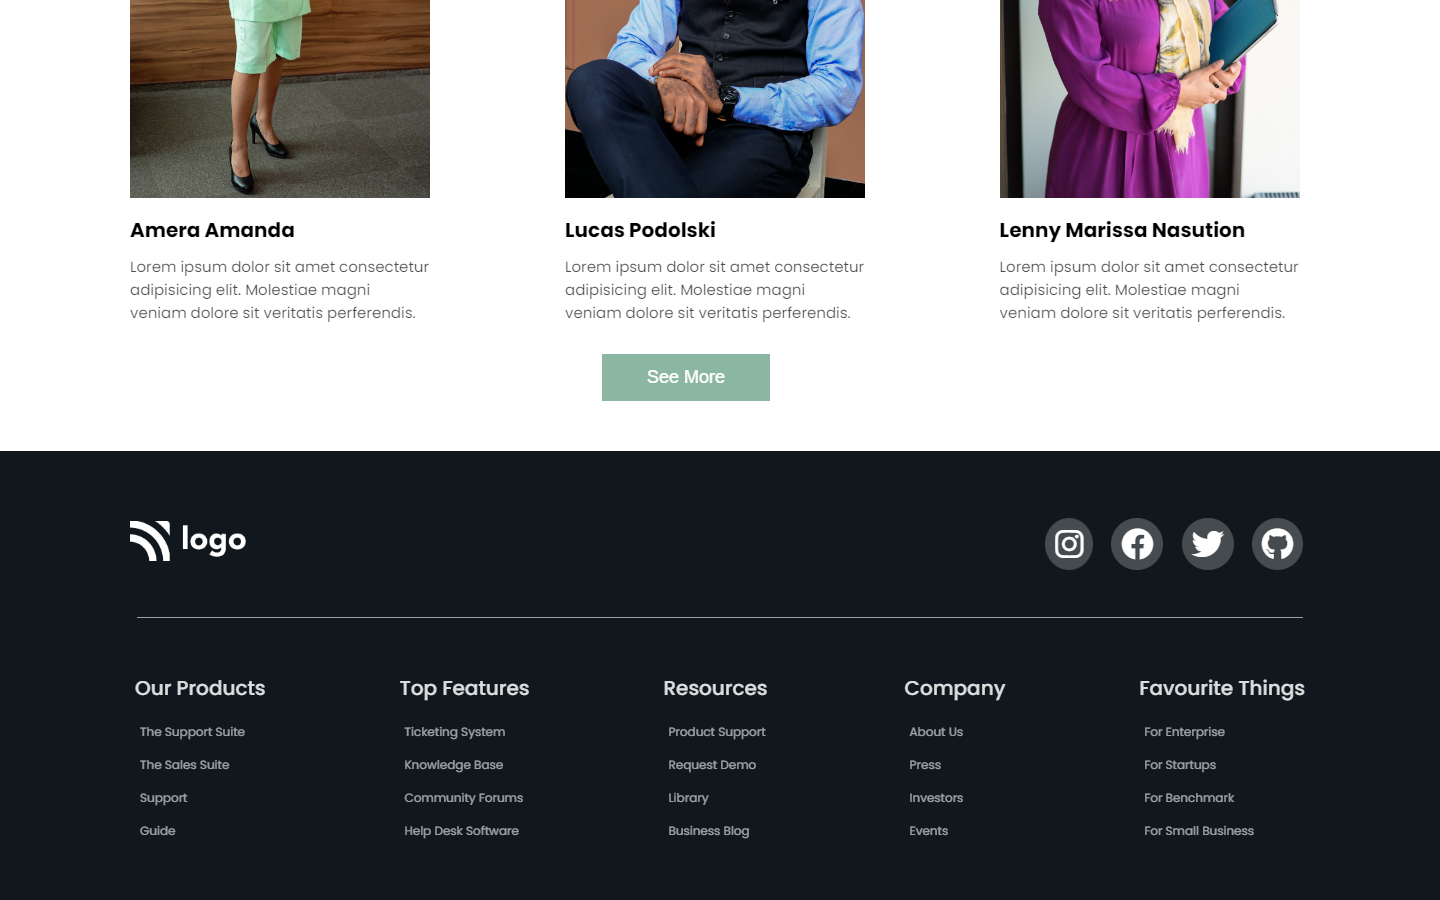 Amera Amanda
Lorem ipsum dolor sit amet consectetur
adipisicing elit. Molestiae magni
veniam dolore sit veritatis perferendis.
Lucas Podolski
Lorem ipsum dolor sit amet consectetur
adipisicing elit. Molestiae magni
veniam dolore sit veritatis perferendis.
Lenny Marissa Nasution
Lorem ipsum dolor sit amet consectetur
adipisicing elit. Molestiae magni
veniam dolore sit veritatis perferendis.
See More
logo
Our Products
The Support Suite
The Sales Suite
Support
Guide
Top Features
Ticketing System
Knowledge Base
Community Forums
Help Desk Software
Resources
Product Support
Request Demo
Library
Business Blog
Company
About Us
Press
Investors
Events
Favourite Things
For Enterprise
For Startups
For Benchmark
For Small Business